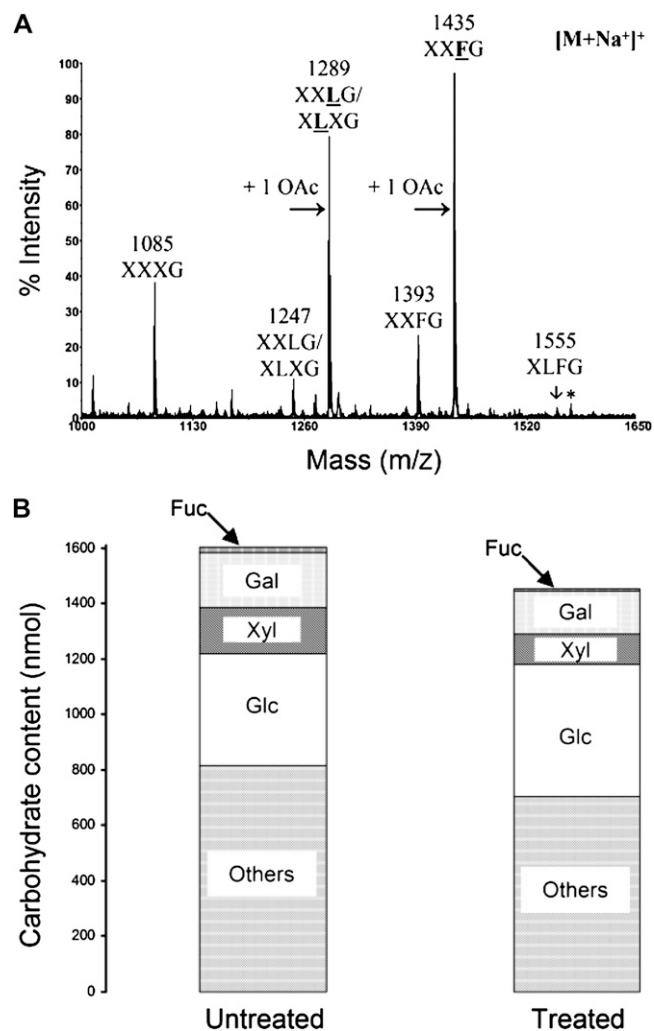 A
[M+Na⁺]⁺
1435
XXFG
1289
XXLG/
XLXG
+ 1 OAc
+ 1 OAc
1085
XXXG
1247
XXLG/
XLXG
1393
XXFG
1555
XLFG
*
% Intensity
100
90
80
70
60
50
40
30
20
10
0
1000 1130 1260 1390 1520 1650
Mass (m/z)
B
Fuc
Gal
Xyl
Glc
Others
Fuc
Gal
Xyl
Glc
Others
Carbohydrate content (nmol)
1600
1400
1200
1000
800
600
400
200
0
Untreated Treated